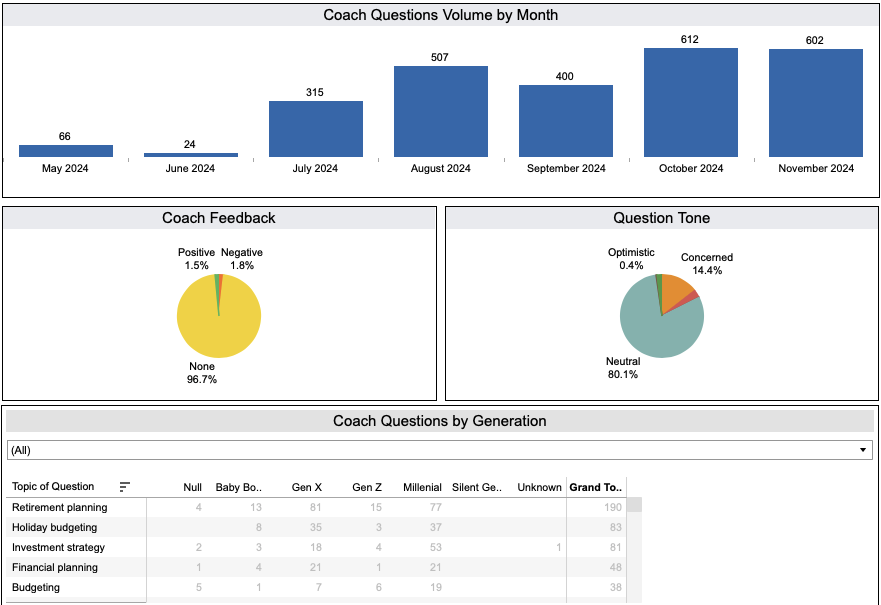 Coach Questions Volume by Month
66
24
315
507
400
612
602
May 2024 June 2024 July 2024 August 2024 September 2024 October 2024 November 2024
Coach Feedback
Positive Negative
1.5% 1.8%
None
96.7%
Question Tone
Optimistic
0.4%
Concerned
14.4%
Neutral
80.1%
Coach Questions by Generation
(All)
Topic of Question Null Baby Bo.. Gen X Gen Z Millenial Silent Ge.. Unknown Grand To..
Retirement planning 4 13 81 15 77 190
Holiday budgeting 8 35 3 37 83
Investment strategy 2 3 18 4 53 1 81
Financial planning 1 4 21 1 21 48
Budgeting 5 1 7 6 19 38